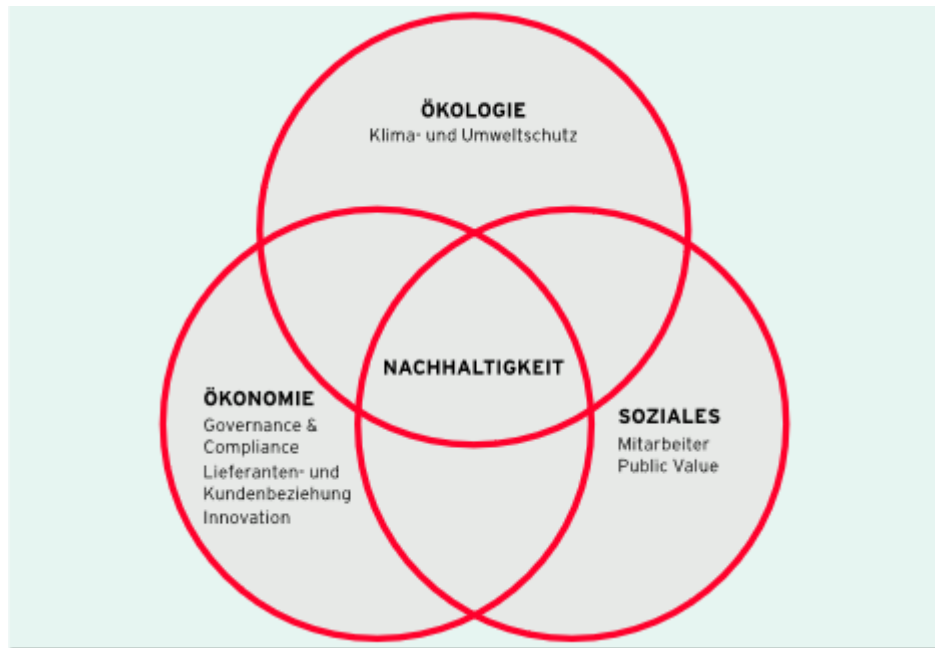 ÖKOLOGIE
Klima- und Umweltschutz
NACHHALTIGKEIT
ÖKONOMIE
Governance &
Compliance
Lieferanten- und
Kundenbeziehung
Innovation
SOZIALES
Mitarbeiter
Public Value